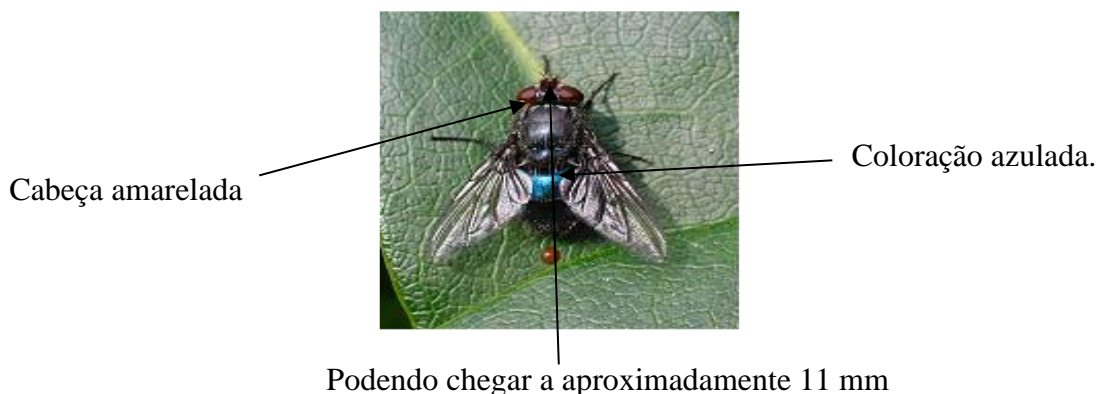 Coloração azulada.
Cabeça amarelada
Podendo chegar a aproximadamente 11 mm